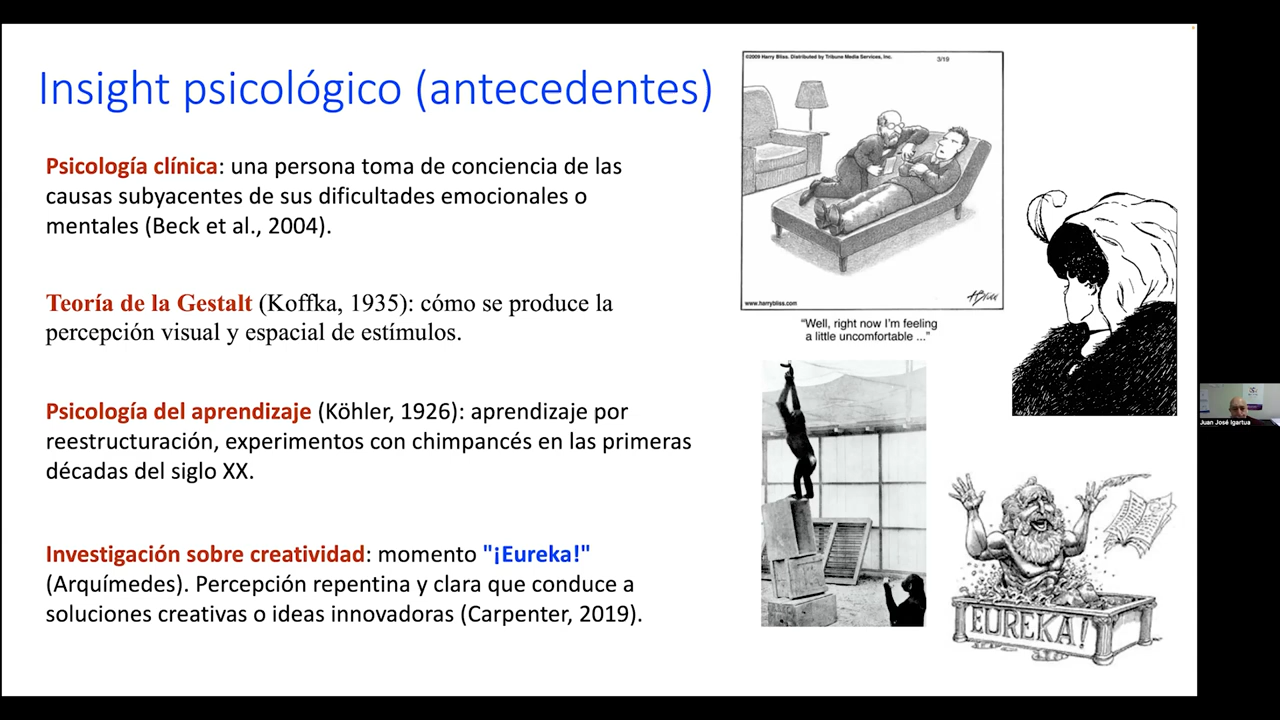 Insight psicológico (antecedentes)
Psicología clínica: una persona toma de conciencia de las
causas subyacentes de sus dificultades emocionales o
mentales (Beck et al., 2004).
Teoría de la Gestalt (Koffka, 1935): cómo se produce la
percepción visual y espacial de estímulos.
Psicología del aprendizaje (Köhler, 1926): aprendizaje por
reestructuración, experimentos con chimpancés en las primeras
décadas del siglo XX.
Investigación sobre creatividad: momento "¡Eureka!"
(Arquímedes). Percepción repentina y clara que conduce a
soluciones creativas o ideas innovadoras (Carpenter, 2019).
©2009 Harry Bliss. Distributed by Tribune Media Services, Inc.
3/19
www.harrybliss.com
"Well, right now I'm feeling
a little uncomfortable ..."
EUREKA!
Juan José Igartua